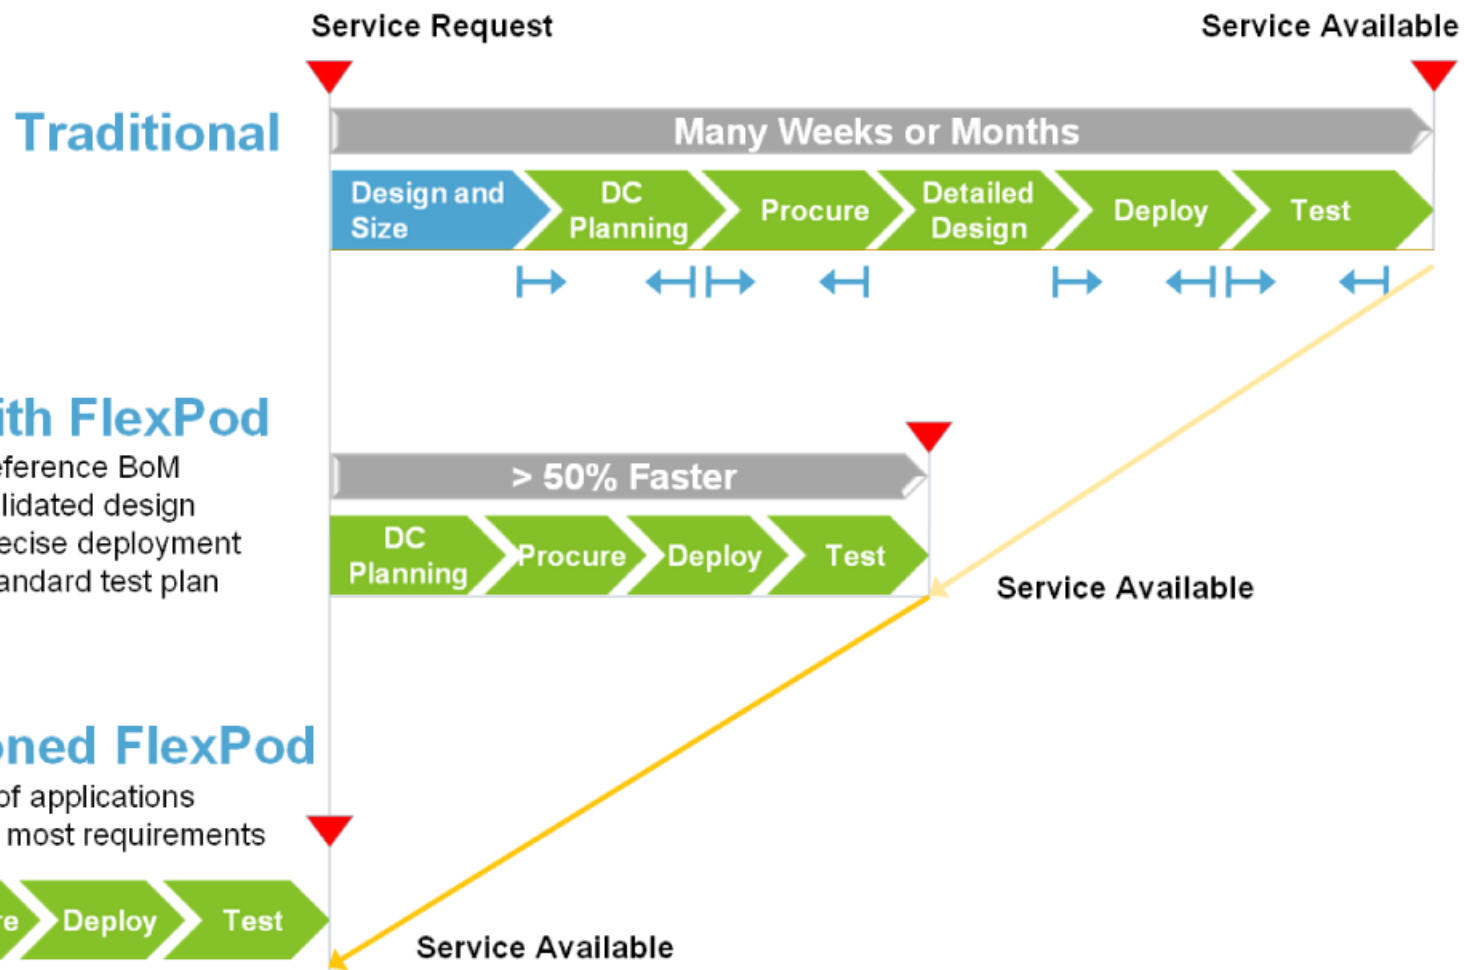 Service Request
Service Available
Traditional
Many Weeks or Months
Design and
Size
DC
Planning
Procure
Detailed
Design
Deploy
Test
ith FlexPod
eference BoM
lidated design
ecise deployment
andard test plan
> 50% Faster
DC
Planning
Procure
Deploy
Test
Service Available
oned FlexPod
of applications
most requirements
re
Deploy
Test
Service Available